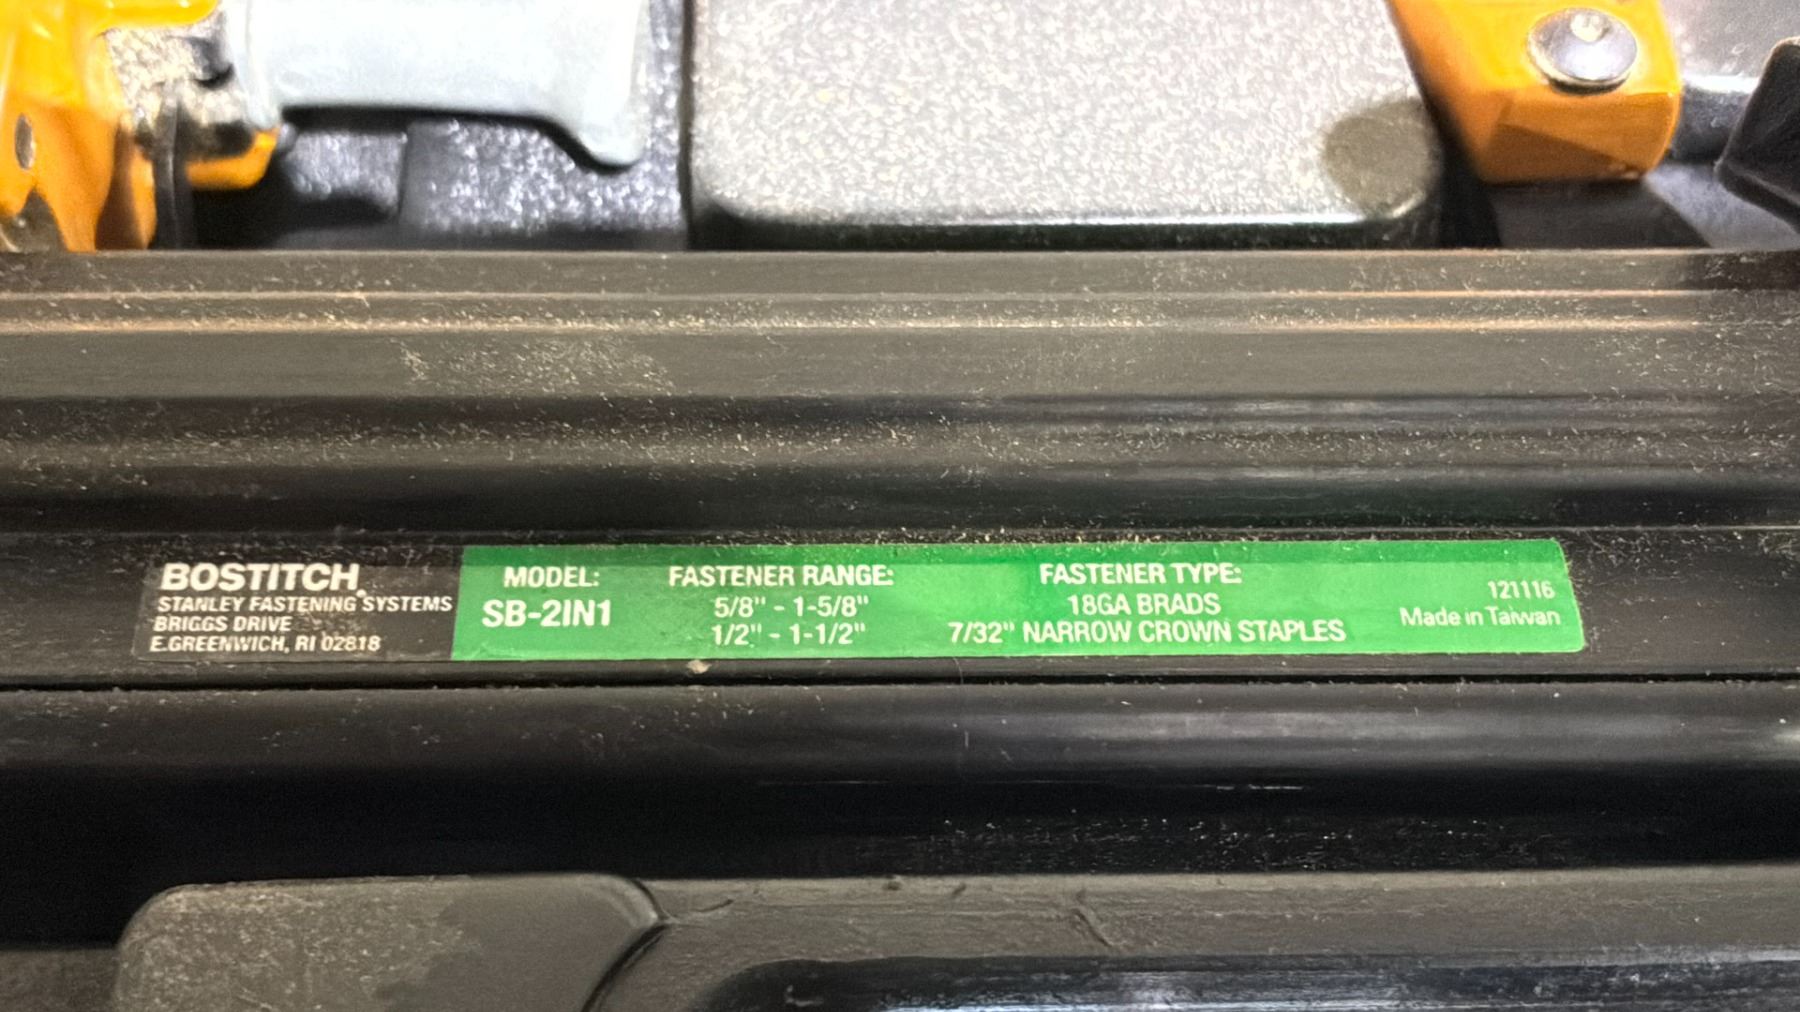 BOSTITCH.
STANLEY FASTENING SYSTEMS
BRIGGS DRIVE
E.GREENWICH, RI 02818
MODEL:
SB-2IN1
FASTENER RANGE:
5/8" - 1-5/8"
1/2" - 1-1/2"
FASTENER TYPE:
18GA BRADS
7/32" NARROW CROWN STAPLES
121116
Made in Taiwan